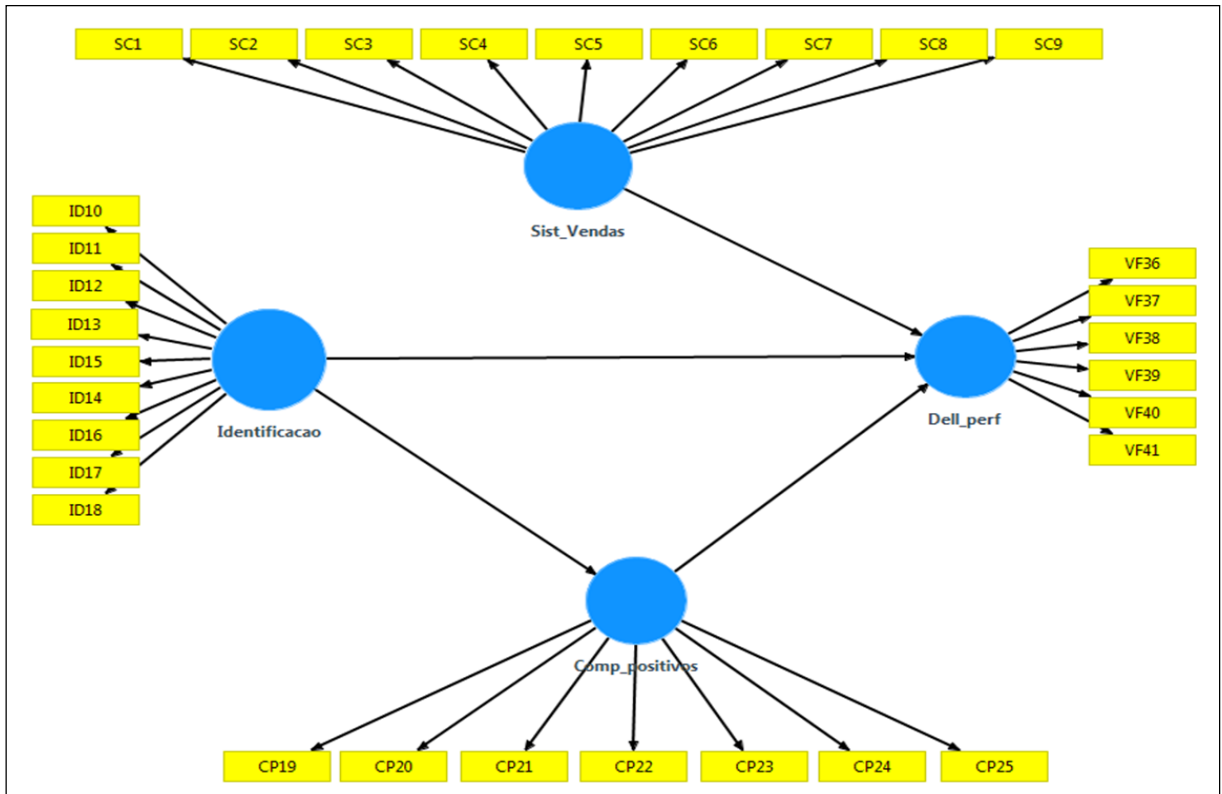 SC1 SC2 SC3 SC4 SC5 SC6 SC7 SC8 SC9
Sist_Vendas
ID10
ID11
ID12
ID13
ID15
ID14
ID16
ID17
ID18
Identificacao
VF36
VF37
VF38
VF39
VF40
VF41
Dell_perf
Comp_positivos
CP19 CP20 CP21 CP22 CP23 CP24 CP25